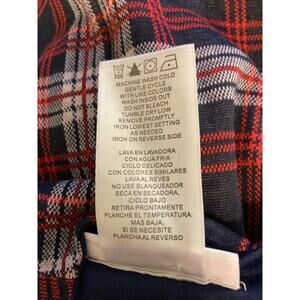 MACHINE WASH COLD
GENTLE CYCLE
WITH LIKE COLORS
WASH INSIDE OUT
DO NOT BLEACH
TUMBLE DRY LOW
REMOVE PROMPTLY
IRON LOWEST SETTING
AS NEEDED
IRON ON REVERSE SIDE
LAVA EN LAVADORA
CON AGUA FRIA
CICLO DELICADO
CON COLORES SIMILARES
LAVA AL REVÉS
NO USE BLANQUEADOR
SECA EN SECADORA,
CICLO BAJO
RETIRA PRONTAMENTE
PLANCHE EL TEMPERATURA
MÁS BAJA,
SI SE NECESITE
PLANCHA AL REVERSO